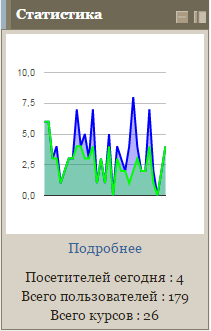 Статистика
10,0
7,5
5,0
2,5
0,0
Подробнее
Посетителей сегодня : 4
Всего пользователей : 179
Всего курсов : 26